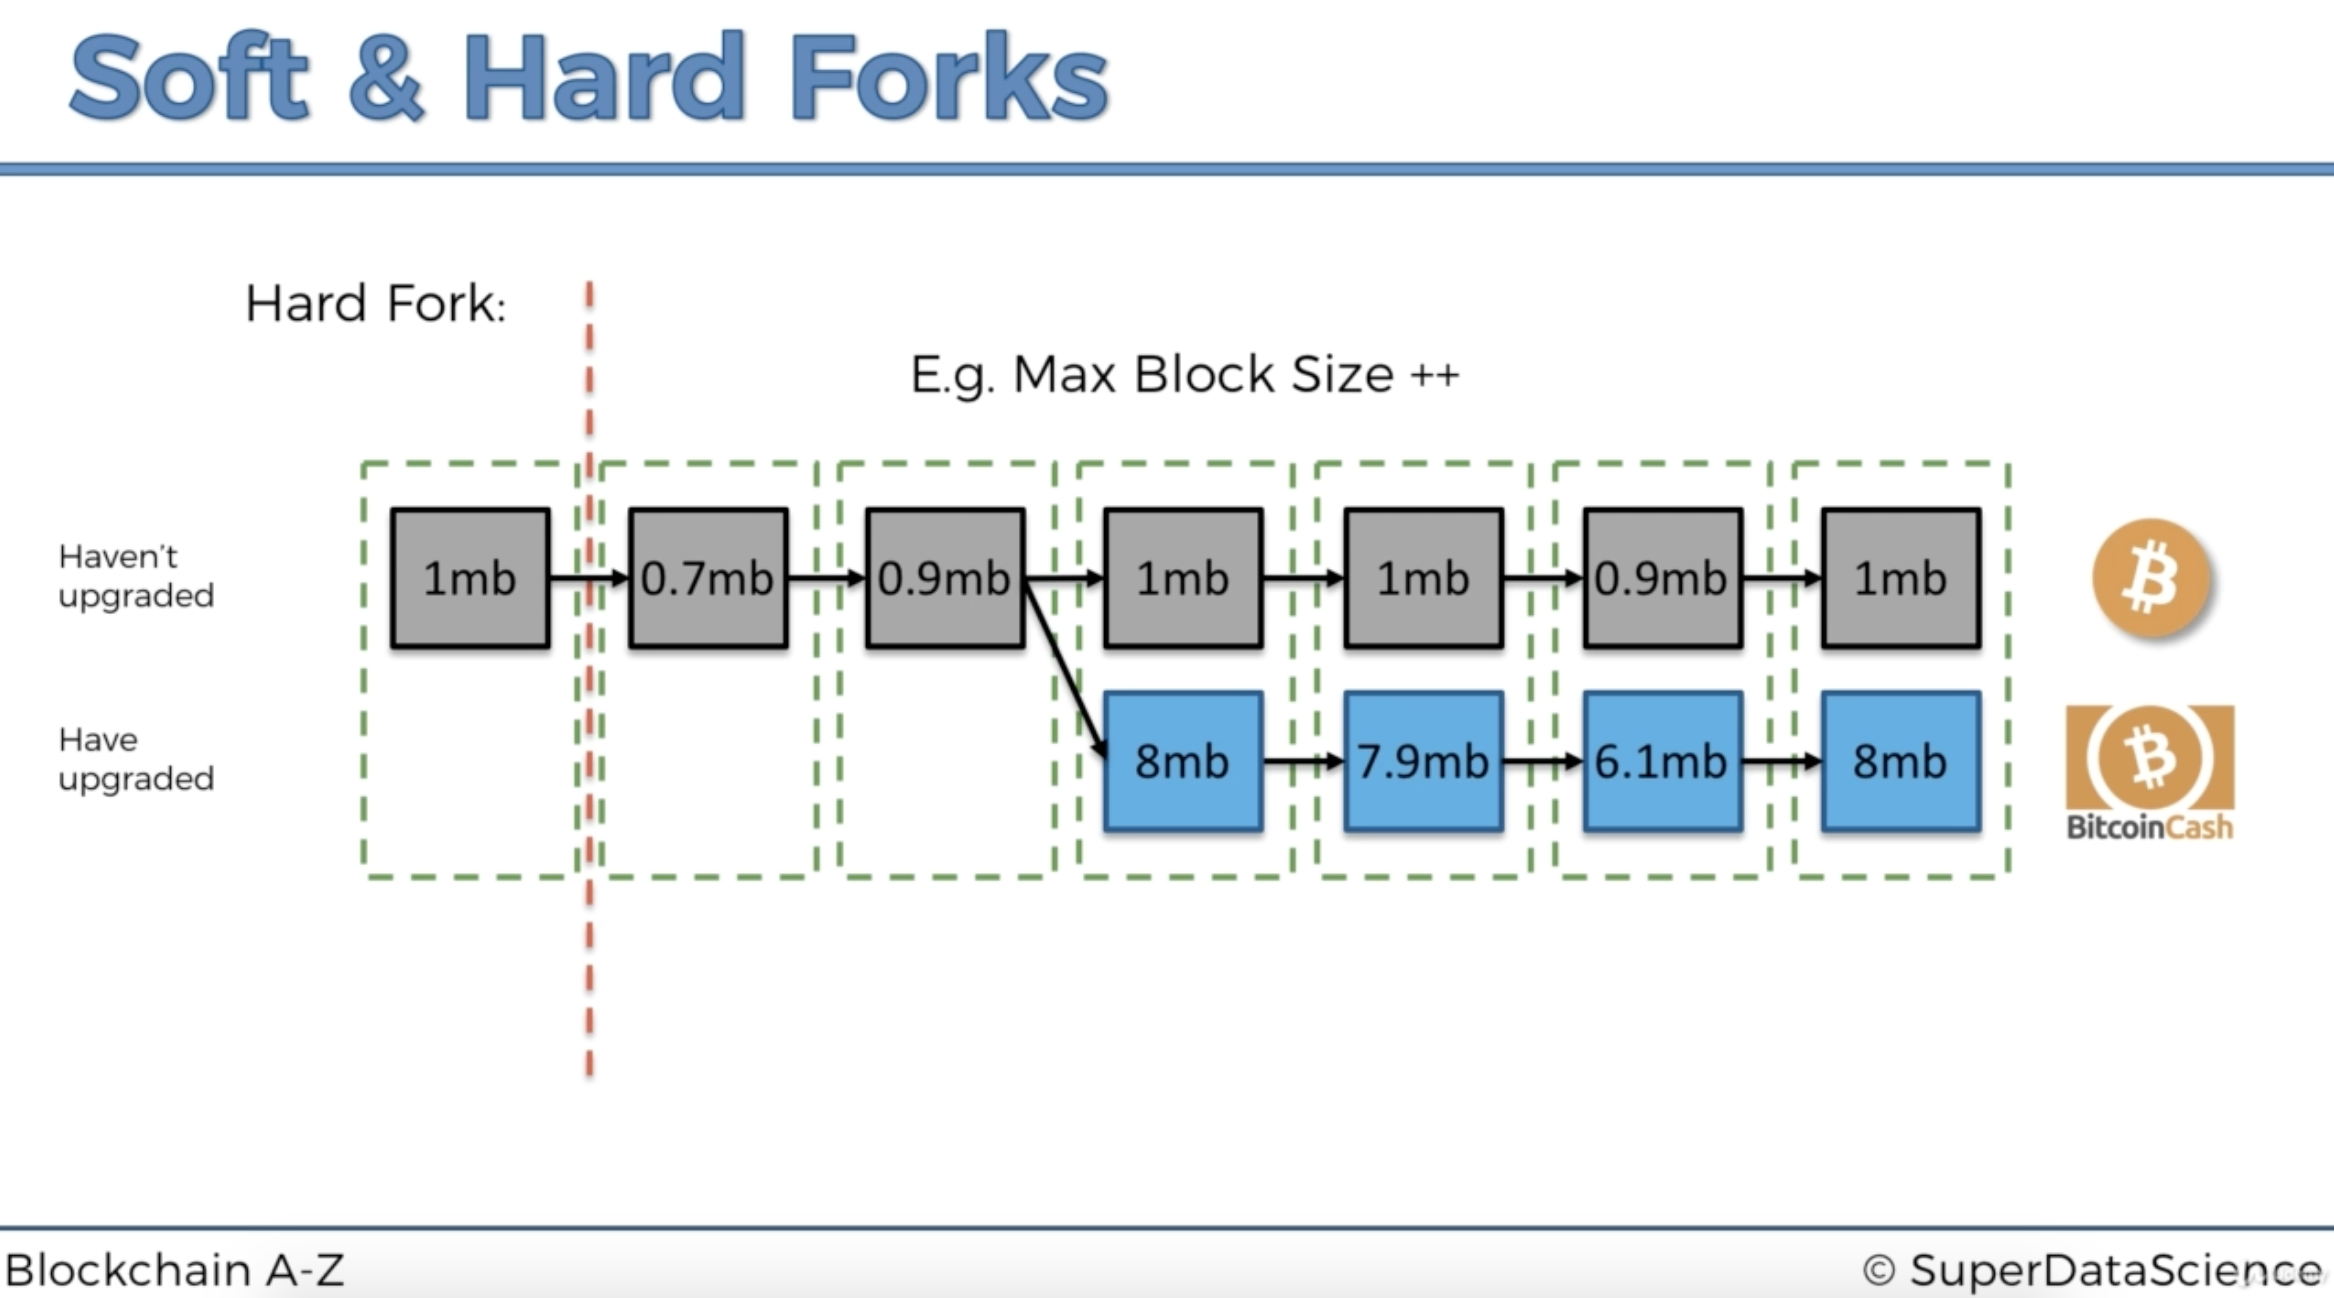 Soft & Hard Forks
Hard Fork:
E.g. Max Block Size ++
Haven't
upgraded
1mb
0.7mb
0.9mb
1mb
1mb
0.9mb
1mb
Have
upgraded
8mb
7.9mb
6.1mb
8mb
BitcoinCash
Blockchain A-Z
© SuperDataScience